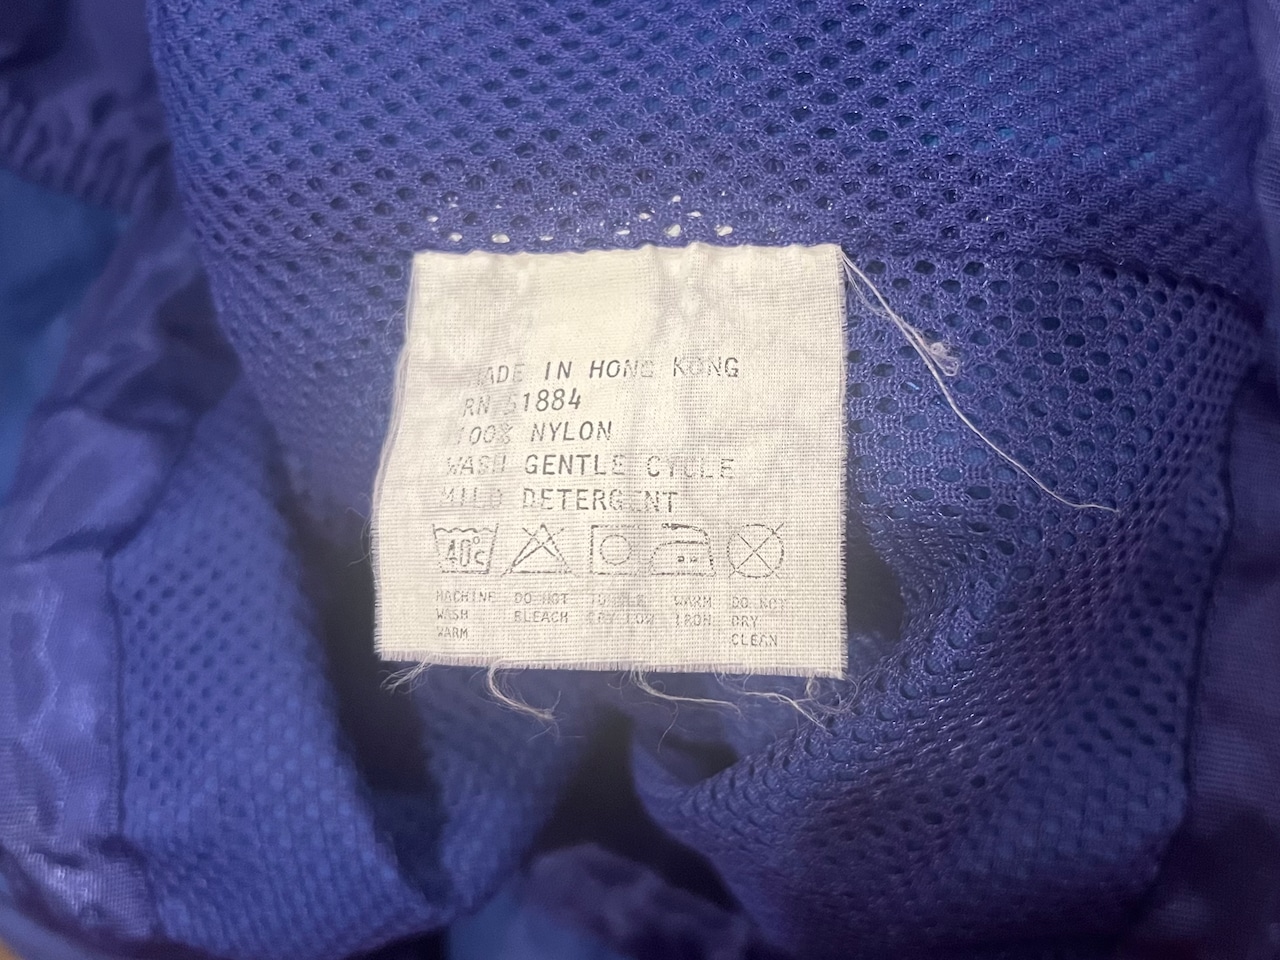 MADE IN HONG KONG
RN 51884
100% NYLON
WASH GENTLE CYCLE
MILD DETERGENT
40°C
MACHINE WASH WARM
DO NOT BLEACH
TUMBLE DRY LOW
WARM IRON
DO NOT DRY CLEAN